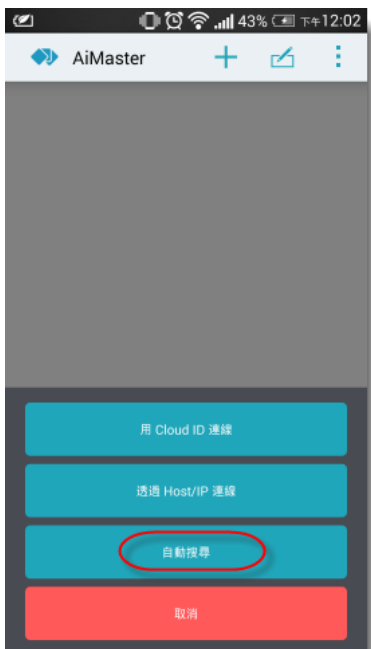 43% 下午12:02
AiMaster
用 Cloud ID 連線
透過 Host/IP 連線
自動搜尋
取消